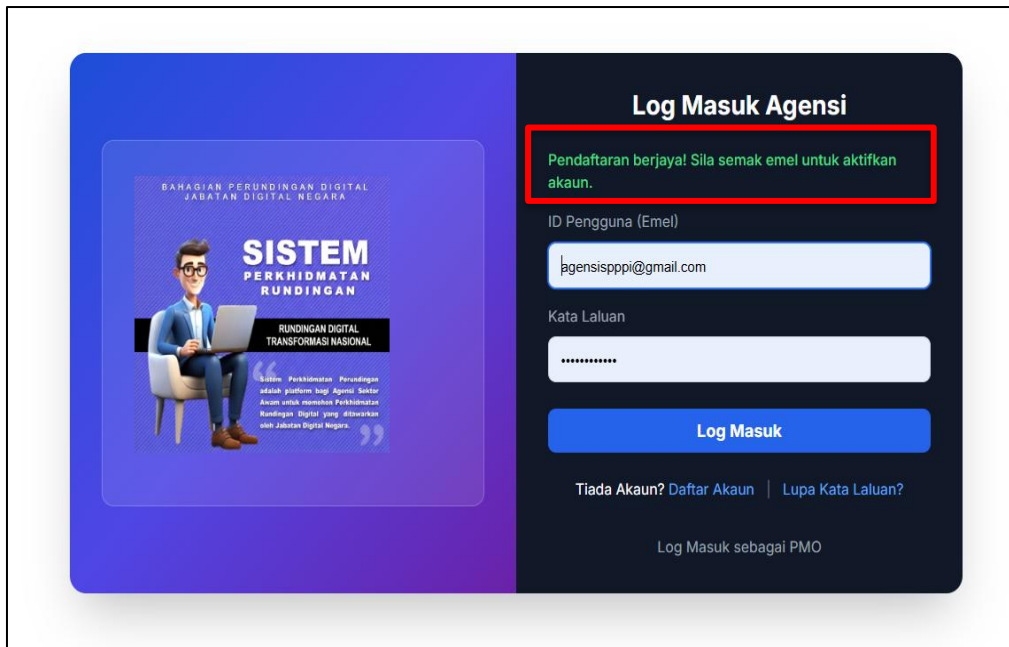 BAHAGIAN PERUNDINGAN DIGITAL
JABATAN DIGITAL NEGARA
SISTEM
PERKHIDMATAN
RUNDINGAN
RUNDINGAN DIGITAL
TRANSFORMASI NASIONAL
Sistem Perkhidmatan Perundingan
adalah platform bagi Agensi Sektor
Awam untuk memohon Perkhidmatan
Rundingan Digital yang ditawarkan
oleh Jabatan Digital Negara.
Log Masuk Agensi
Pendaftaran berjaya! Sila semak emel untuk aktifkan
akaun.
ID Pengguna (Emel)
agensispppi@gmail.com
Kata Laluan
••••••••••••
Log Masuk
Tiada Akaun? Daftar Akaun | Lupa Kata Laluan?
Log Masuk sebagai PMO